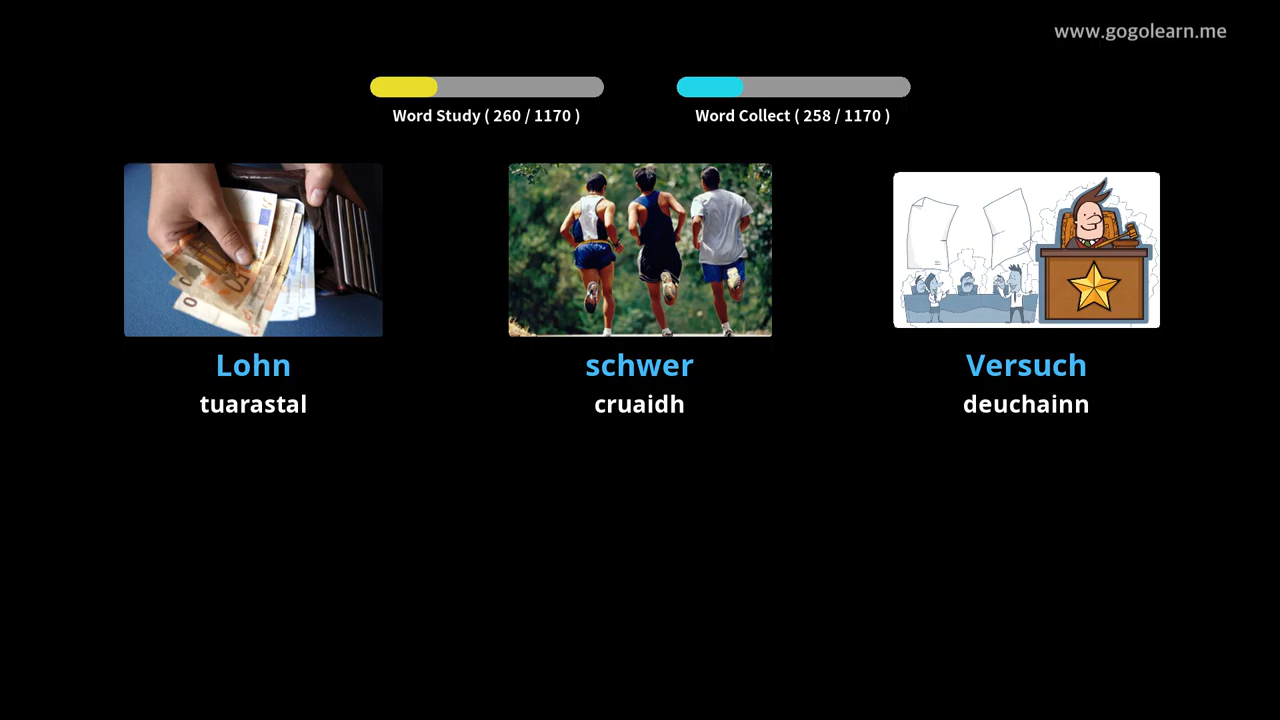 www.gogolearn.me
Word Study ( 260 / 1170 )
Word Collect ( 258 / 1170 )
Lohn
schwer
Versuch
tuarastal
cruaidh
deuchainn